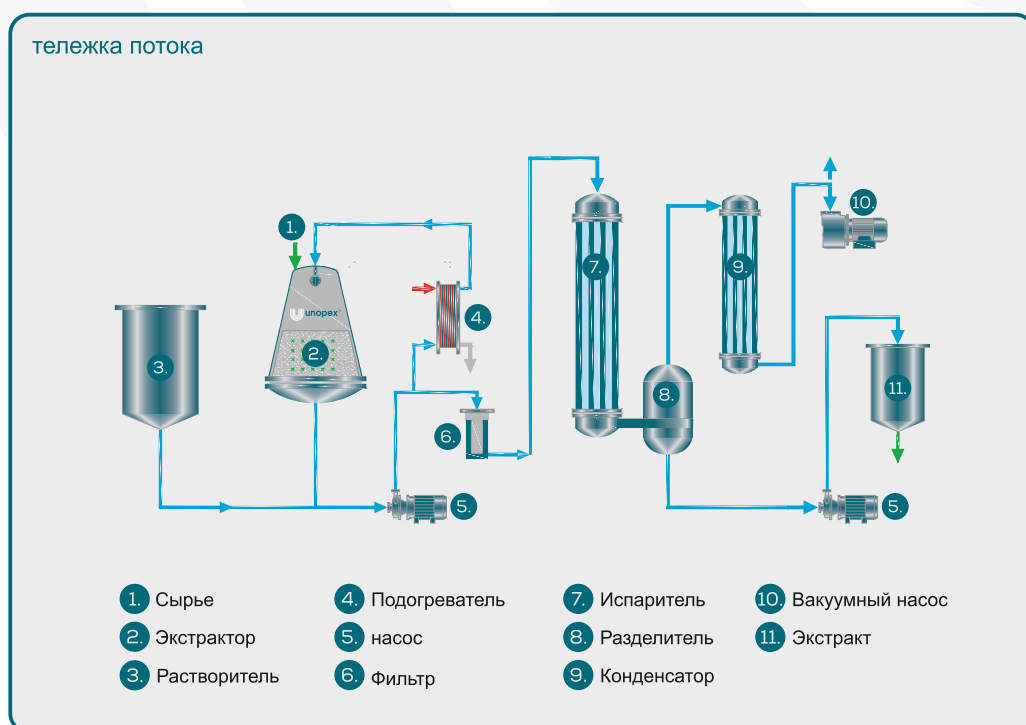 тележка потока
1.
10.
7.
9.
unopex®
4.
2.
3.
8.
11.
6.
5.
5.
1. Сырье
2. Экстрактор
3. Растворитель
4. Подогреватель
5. насос
6. Фильтр
7. Испаритель
8. Разделитель
9. Конденсатор
10. Вакуумный насос
11. Экстракт